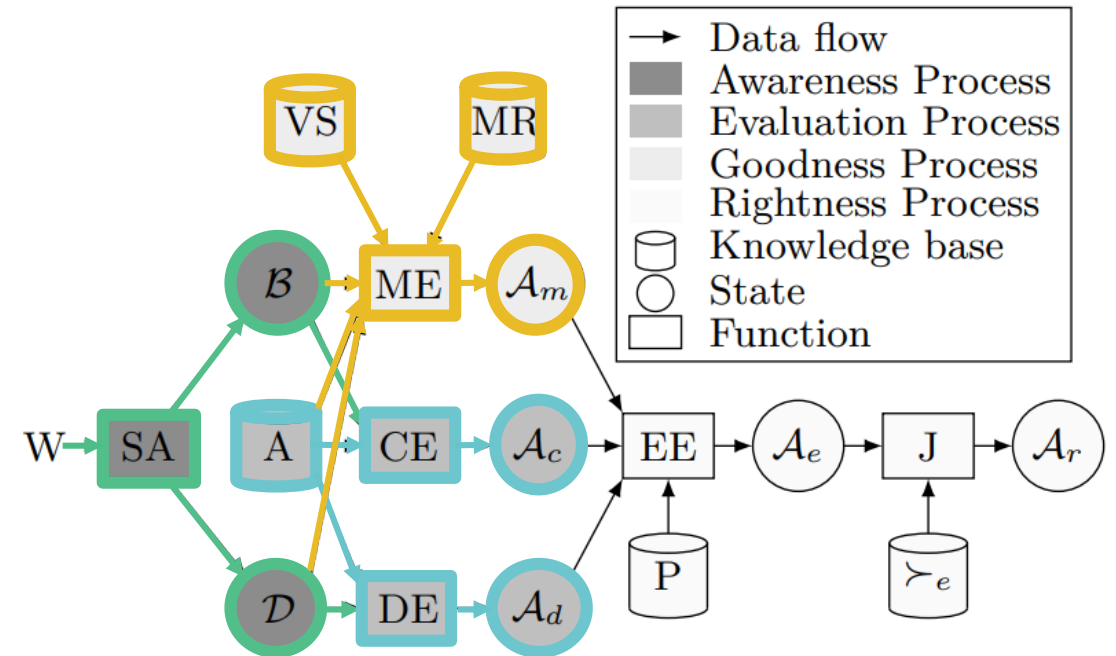 Data flow
Awareness Process
Evaluation Process
Goodness Process
Rightness Process
Knowledge base
State
Function
VS
MR
ℬ
ME
𝒜m
W
SA
A
CE
𝒜c
EE
𝒜e
J
𝒜r
𝒟
DE
𝒜d
P
≻e